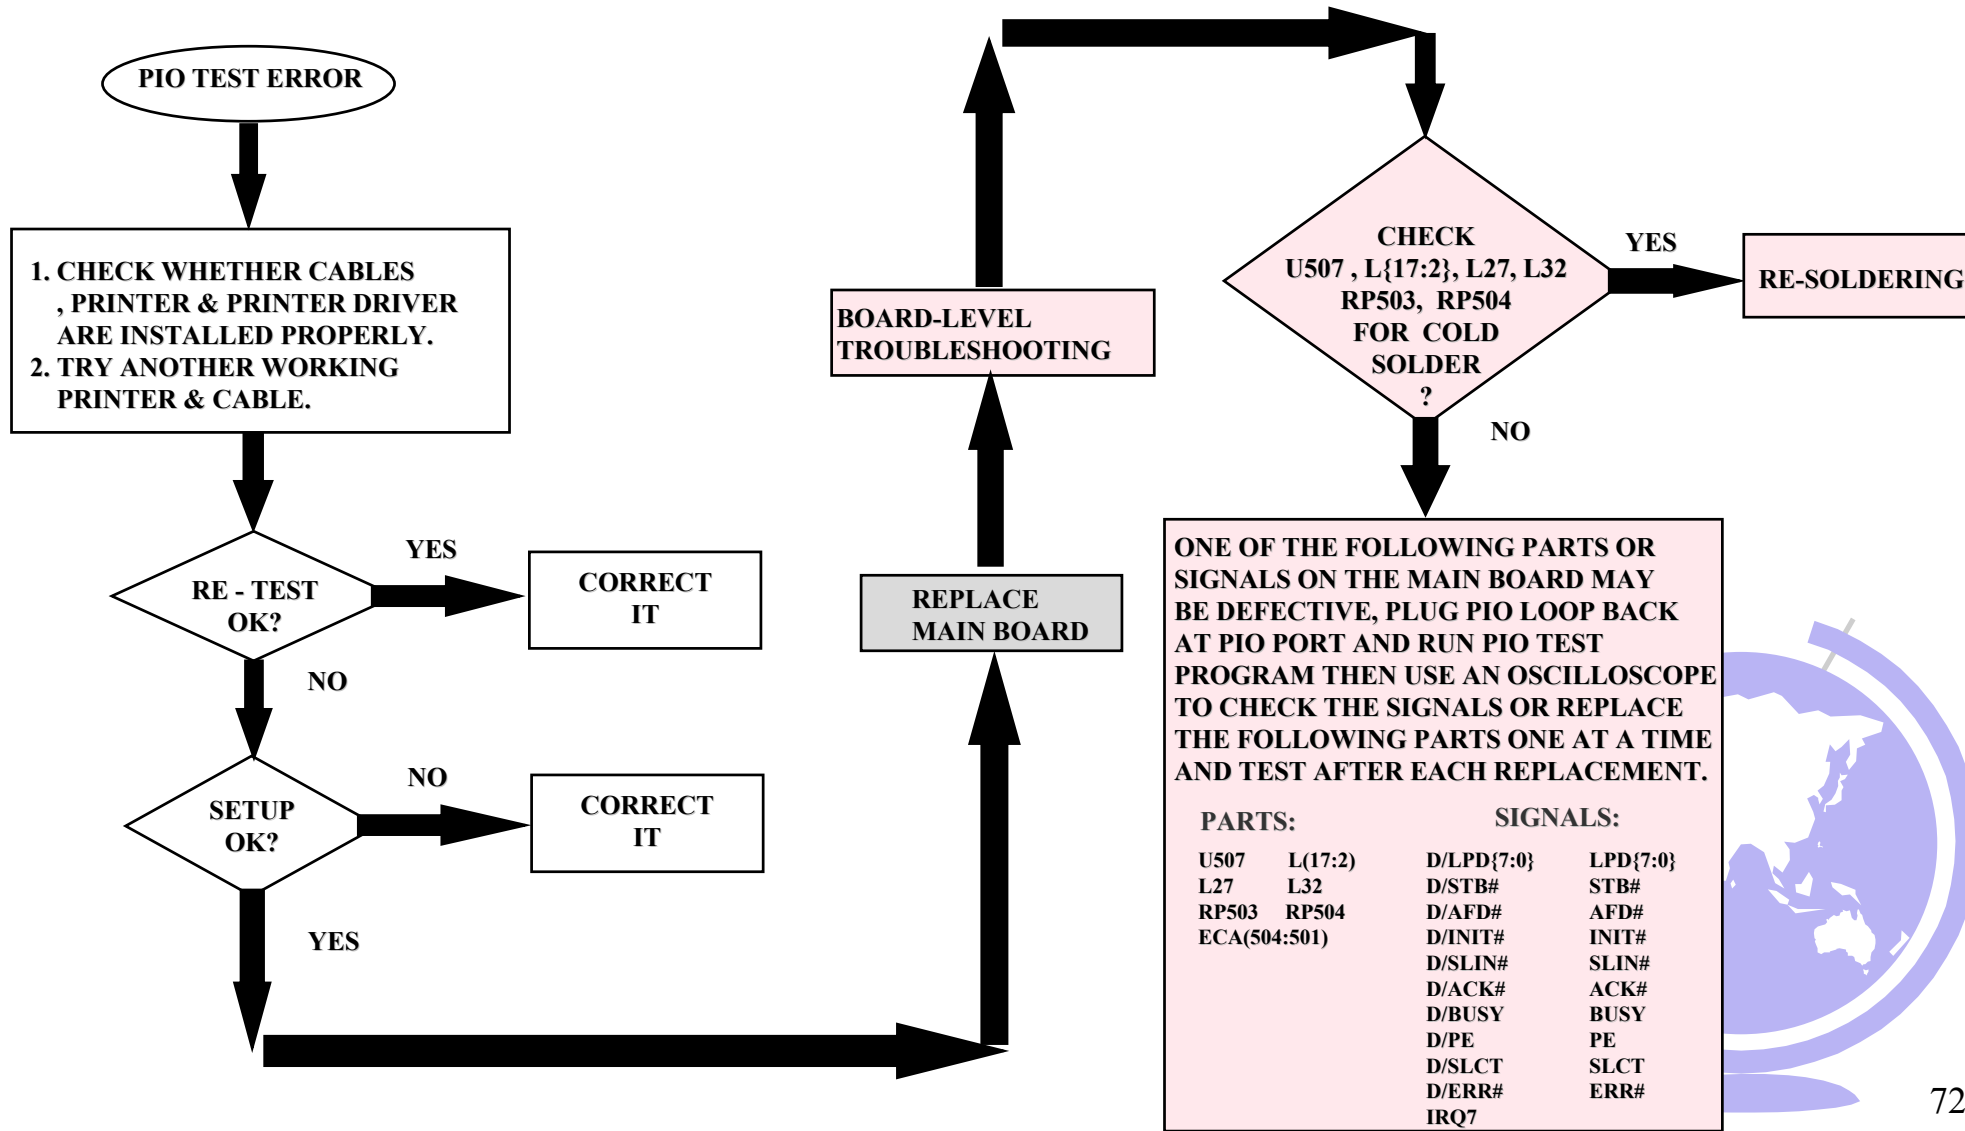 PIO TEST ERROR
1. CHECK WHETHER CABLES
, PRINTER & PRINTER DRIVER
ARE INSTALLED PROPERLY.
2. TRY ANOTHER WORKING
PRINTER & CABLE.
RE - TEST
OK?
YES
CORRECT
IT
NO
SETUP
OK?
NO
CORRECT
IT
YES
REPLACE
MAIN BOARD
BOARD-LEVEL
TROUBLESHOOTING
CHECK
U507 , L{17:2}, L27, L32
RP503, RP504
FOR COLD
SOLDER
?
YES
RE-SOLDERING
NO
ONE OF THE FOLLOWING PARTS OR
SIGNALS ON THE MAIN BOARD MAY
BE DEFECTIVE, PLUG PIO LOOP BACK
AT PIO PORT AND RUN PIO TEST
PROGRAM THEN USE AN OSCILLOSCOPE
TO CHECK THE SIGNALS OR REPLACE
THE FOLLOWING PARTS ONE AT A TIME
AND TEST AFTER EACH REPLACEMENT.
PARTS:
U507 L(17:2)
L27 L32
RP503 RP504
ECA(504:501)
SIGNALS:
D/LPD{7:0} LPD{7:0}
D/STB# STB#
D/AFD# AFD#
D/INIT# INIT#
D/SLIN# SLIN#
D/ACK# ACK#
D/BUSY BUSY
D/PE PE
D/SLCT SLCT
D/ERR# ERR#
IRQ7
72